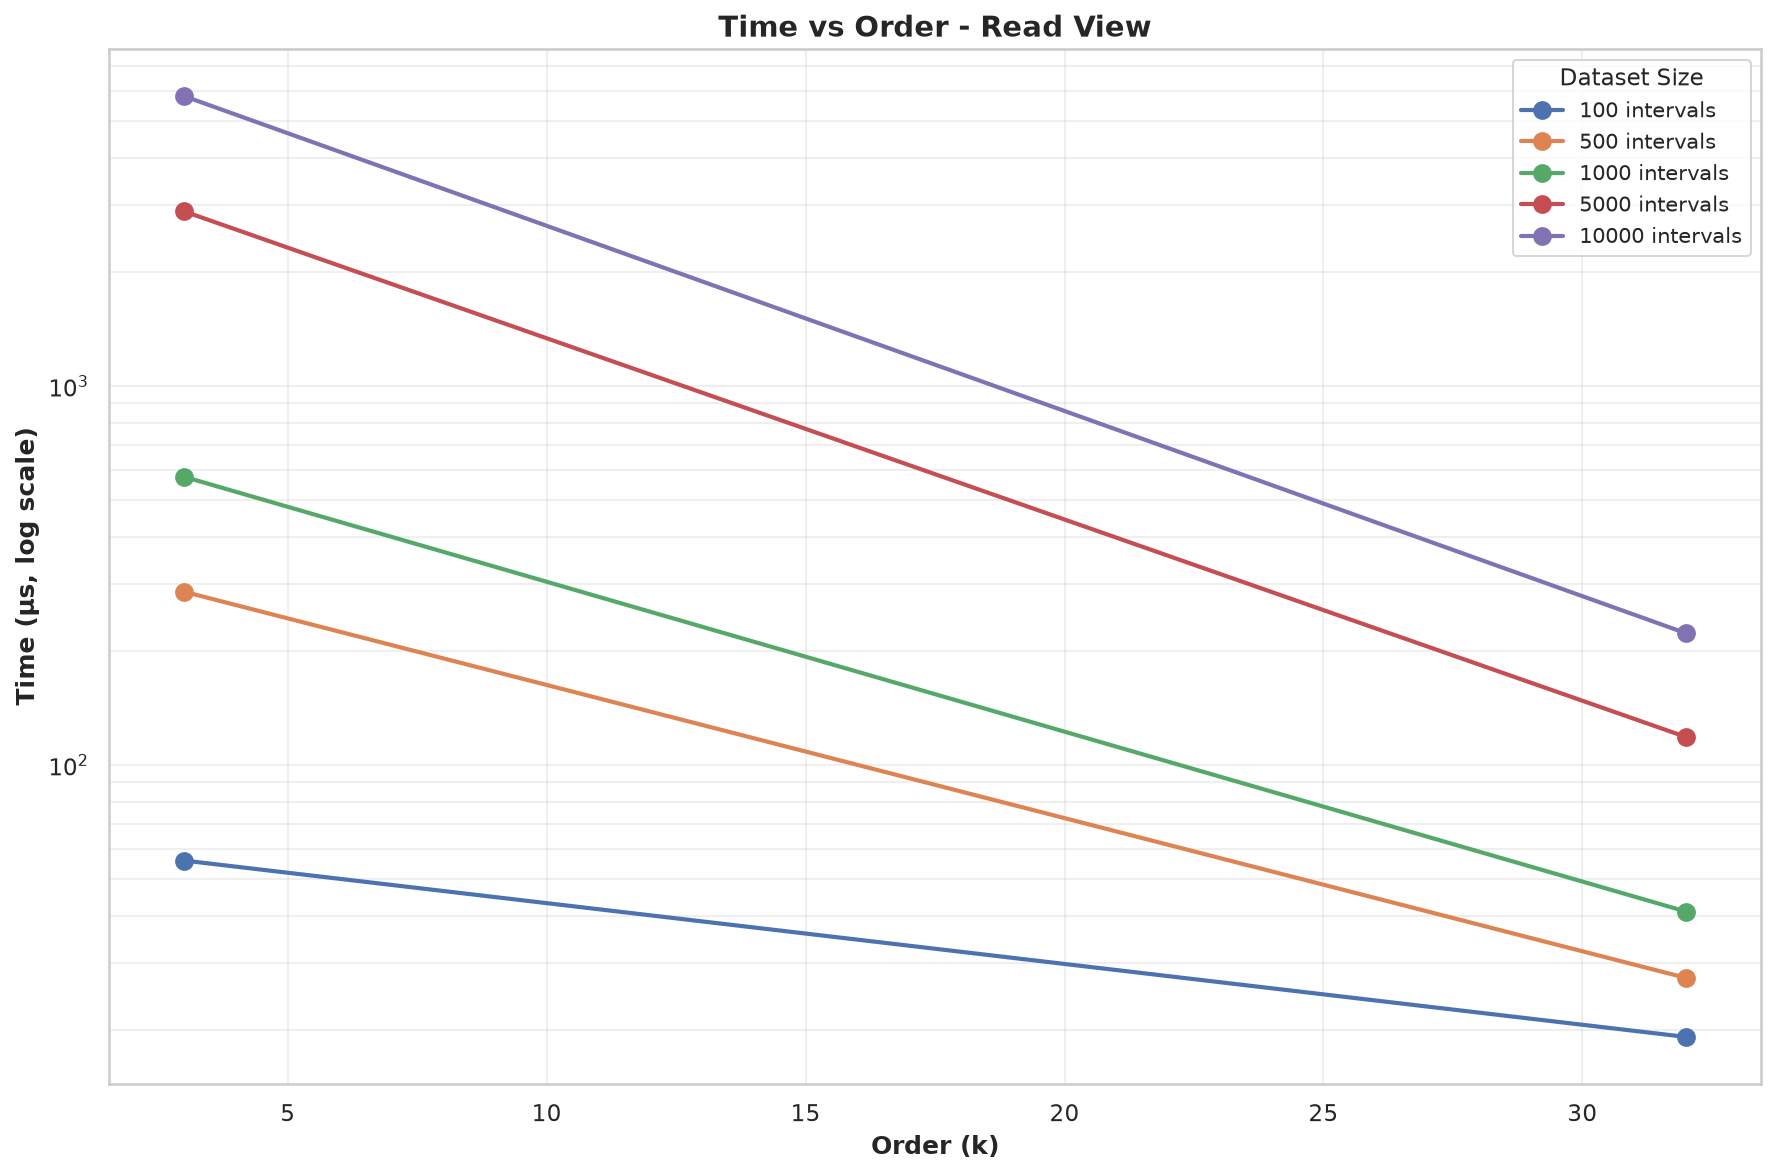 Time vs Order - Read View
Dataset Size
100 intervals
500 intervals
1000 intervals
5000 intervals
10000 intervals
Time (µs, log scale)
10³
10²
5 10 15 20 25 30
Order (k)